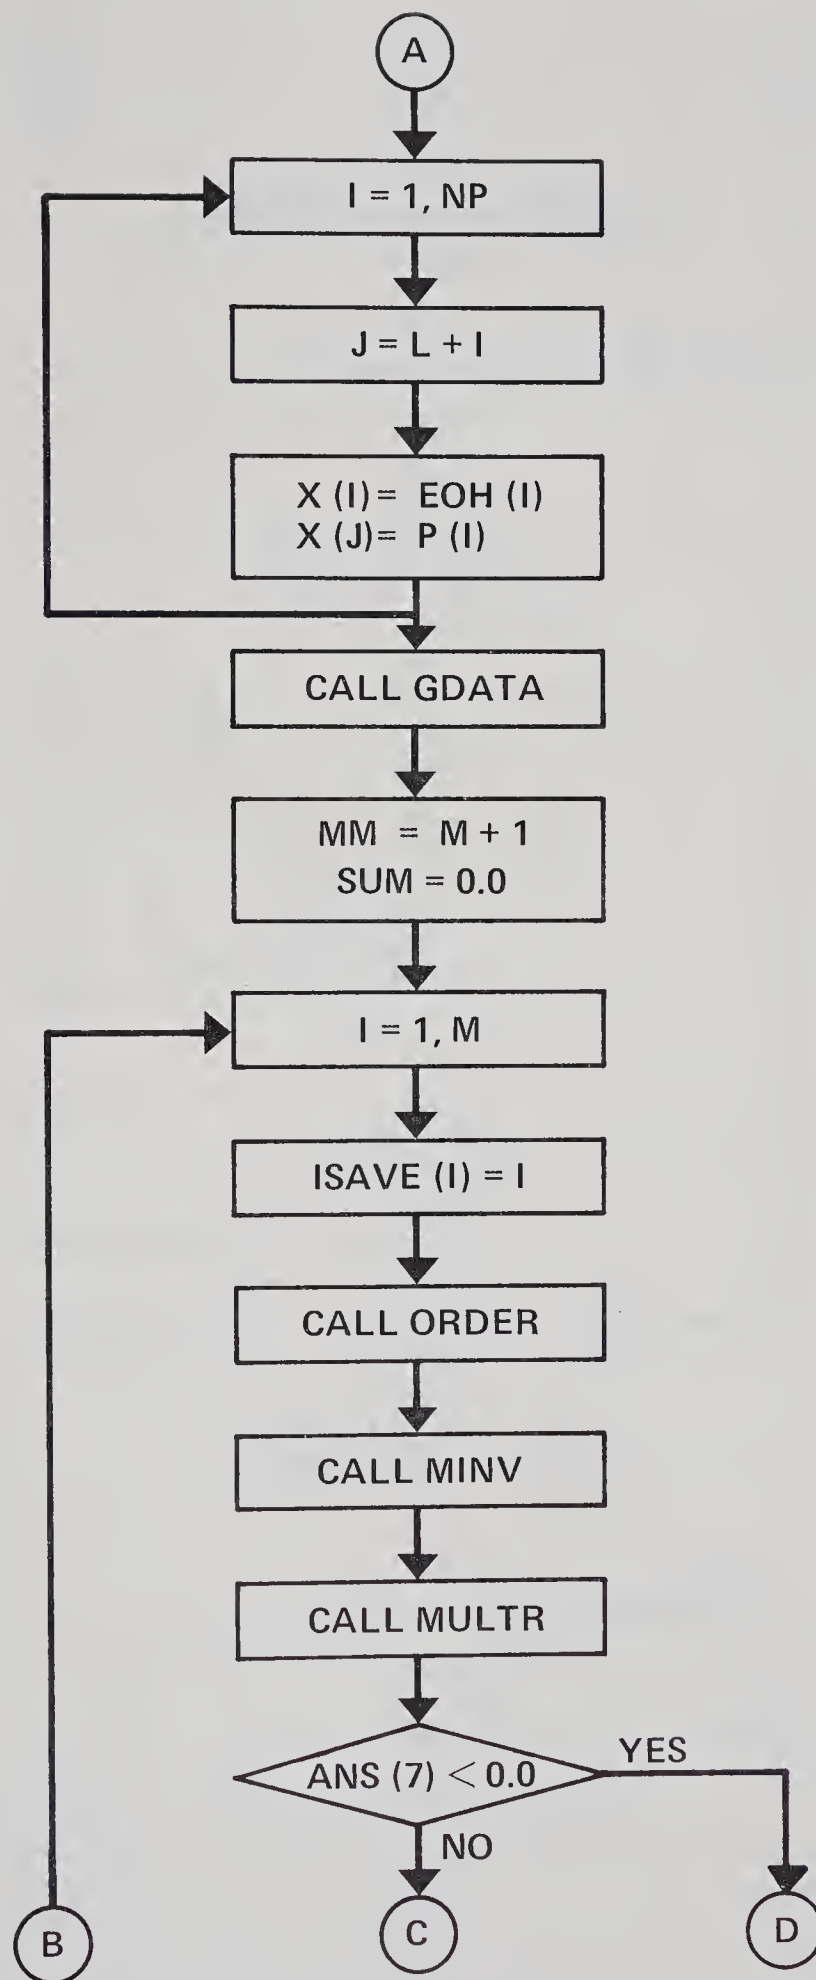 A
I = 1, NP
J = L + I
X (I) = EOH (I)
X (J) = P (I)
CALL GDATA
MM = M + 1
SUM = 0.0
I = 1, M
ISAVE (I) = I
CALL ORDER
CALL MINV
CALL MULTR
ANS (7) < 0.0
YES
NO
B
C
D